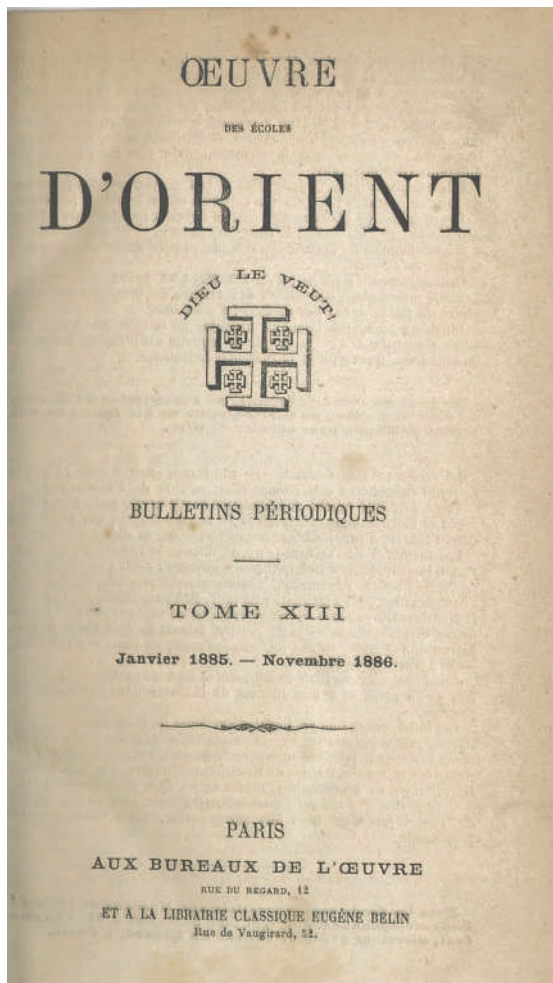 ŒUVRE
DES ÉCOLES
D'ORIENT
DIEU LE VEUT!
BULLETINS PÉRIODIQUES
TOME XIII
Janvier 1885. — Novembre 1886.
PARIS
AUX BUREAUX DE L'ŒUVRE
RUE DU REGARD, 12
ET A LA LIBRAIRIE CLASSIQUE EUGÈNE BELIN
Rue de Vaugirard, 52.